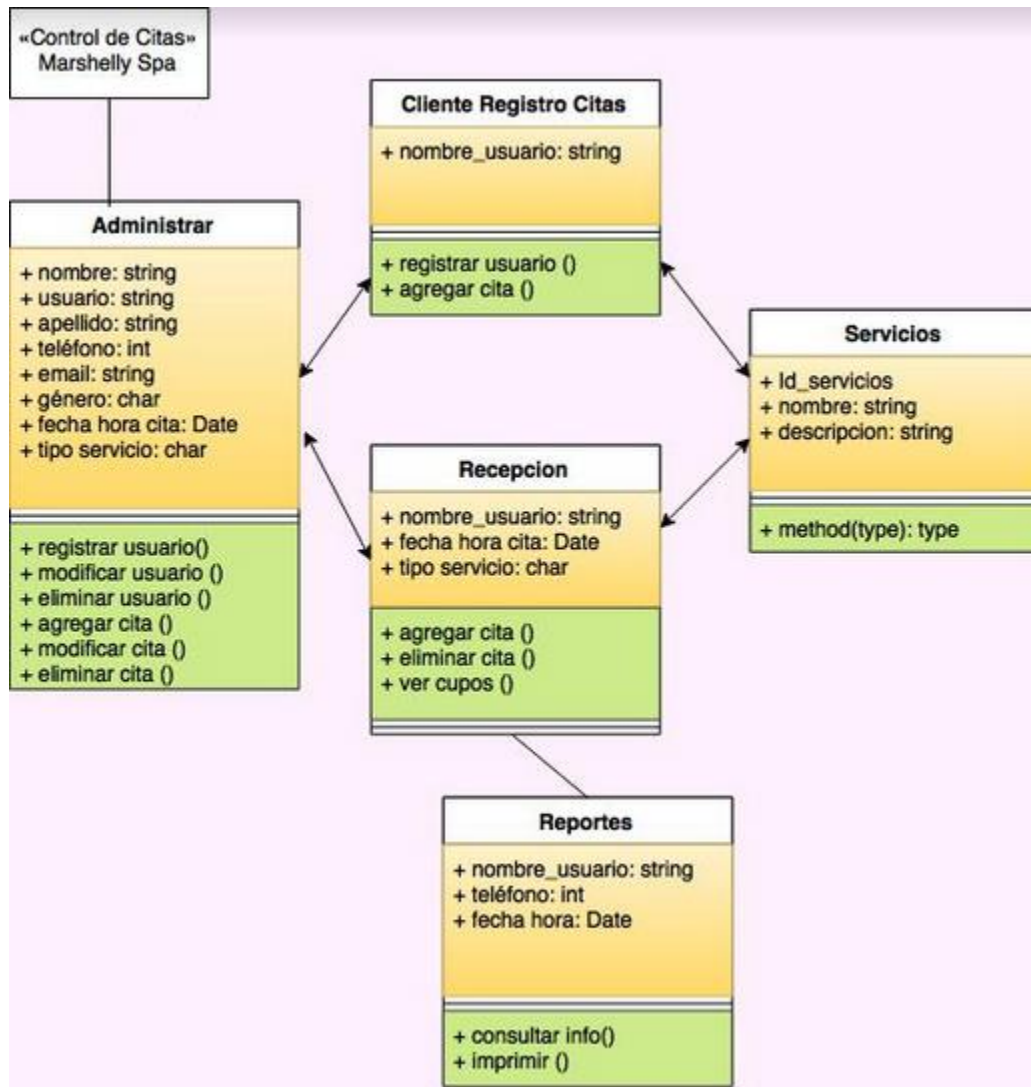 «Control de Citas»
Marshelly Spa
Cliente Registro Citas
+ nombre_usuario: string
+ registrar usuario ()
+ agregar cita ()
Administrar
+ nombre: string
+ usuario: string
+ apellido: string
+ teléfono: int
+ email: string
+ género: char
+ fecha hora cita: Date
+ tipo servicio: char
+ registrar usuario()
+ modificar usuario ()
+ eliminar usuario ()
+ agregar cita ()
+ modificar cita ()
+ eliminar cita ()
Servicios
+ Id_servicios
+ nombre: string
+ descripcion: string
+ method(type): type
Recepcion
+ nombre_usuario: string
+ fecha hora cita: Date
+ tipo servicio: char
+ agregar cita ()
+ eliminar cita ()
+ ver cupos ()
Reportes
+ nombre_usuario: string
+ teléfono: int
+ fecha hora: Date
+ consultar info()
+ imprimir ()